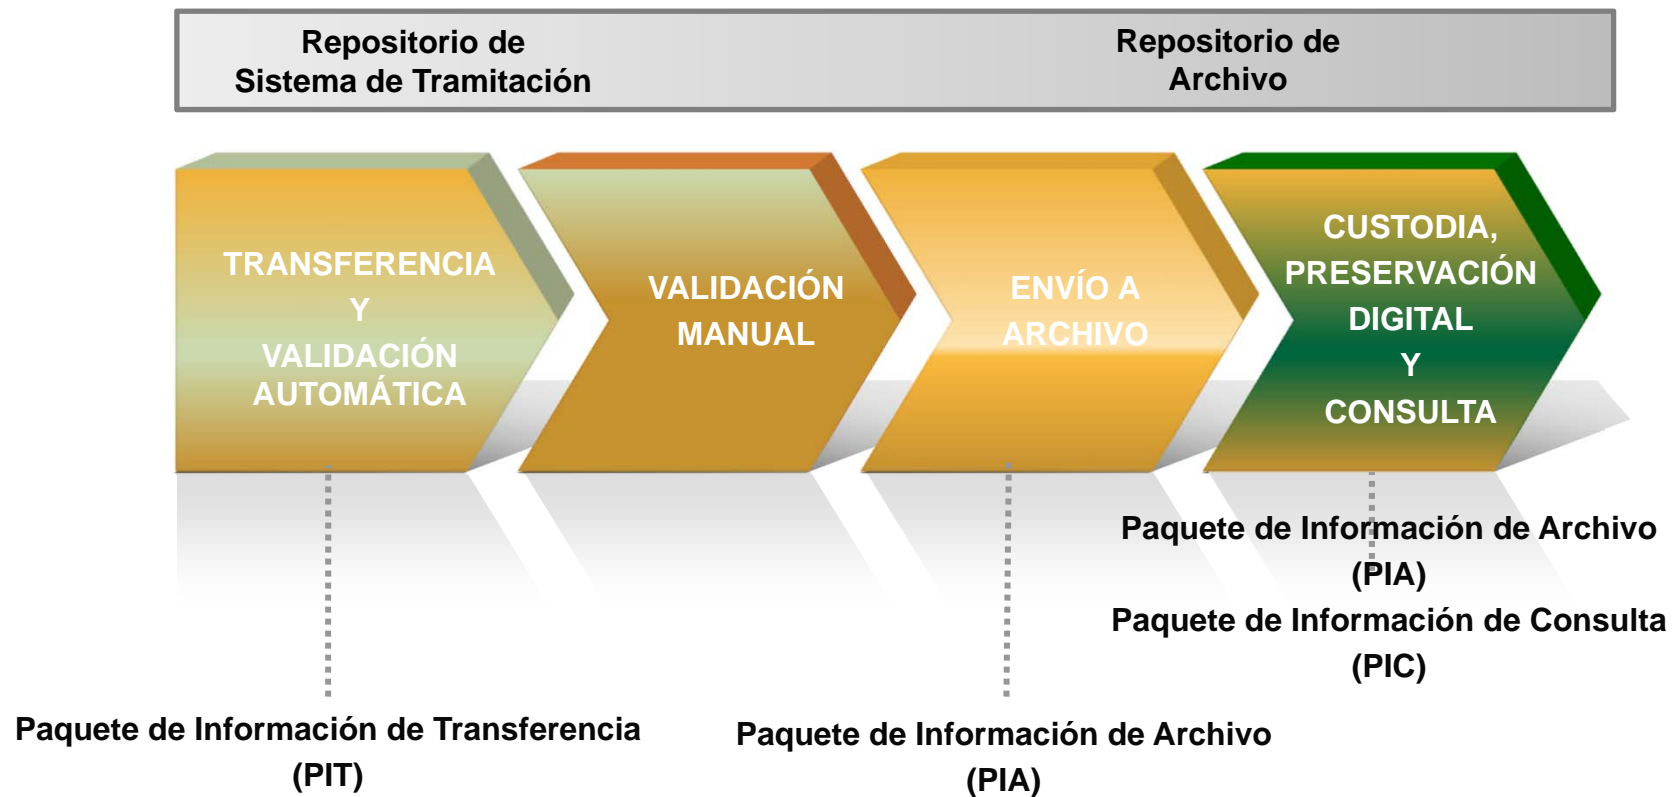 Repositorio de
Sistema de Tramitación
Repositorio de
Archivo
TRANSFERENCIA
Y
VALIDACIÓN
AUTOMÁTICA
VALIDACIÓN
MANUAL
ENVÍO A
ARCHIVO
CUSTODIA,
PRESERVACIÓN
DIGITAL
Y
CONSULTA
Paquete de Información de Archivo
(PIA)
Paquete de Información de Consulta
(PIC)
Paquete de Información de Transferencia
(PIT)
Paquete de Información de Archivo
(PIA)